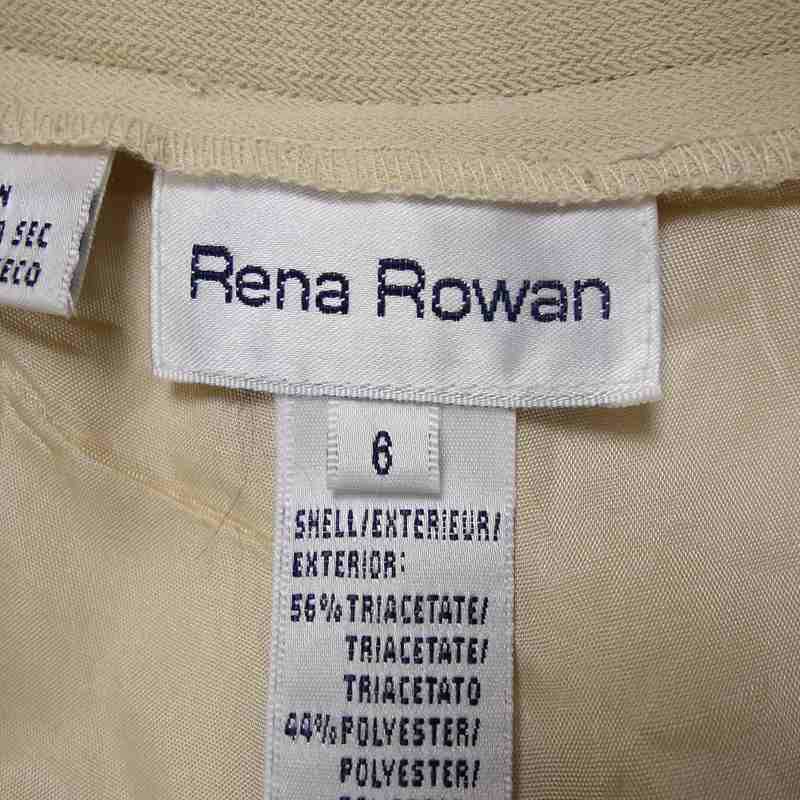 SEC
ECO
Rena Rowan
6
SHELL/EXTERIEUR/
EXTERIOR:
56% TRIACETATE/
TRIACETATE/
TRIACETATO
44% POLYESTER/
POLYESTER/